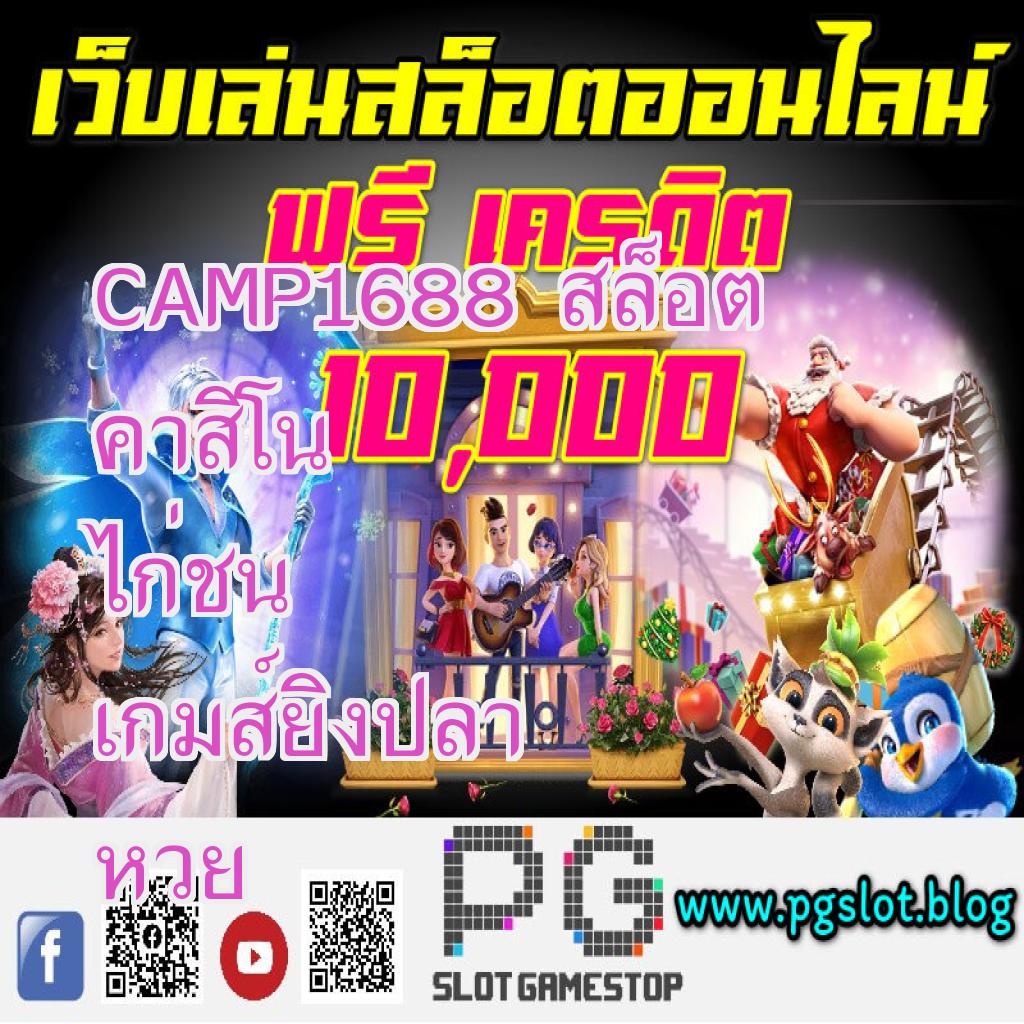 เว็บเล่นสล็อตออนไลน์
ฟรี เครดิต
CAMP1688 สล็อต
10,000
คาสิโน
ไก่ชน
เกมส์ยิงปลา
หวย
PG
SLOT GAMESTOP
www.pgslot.blog